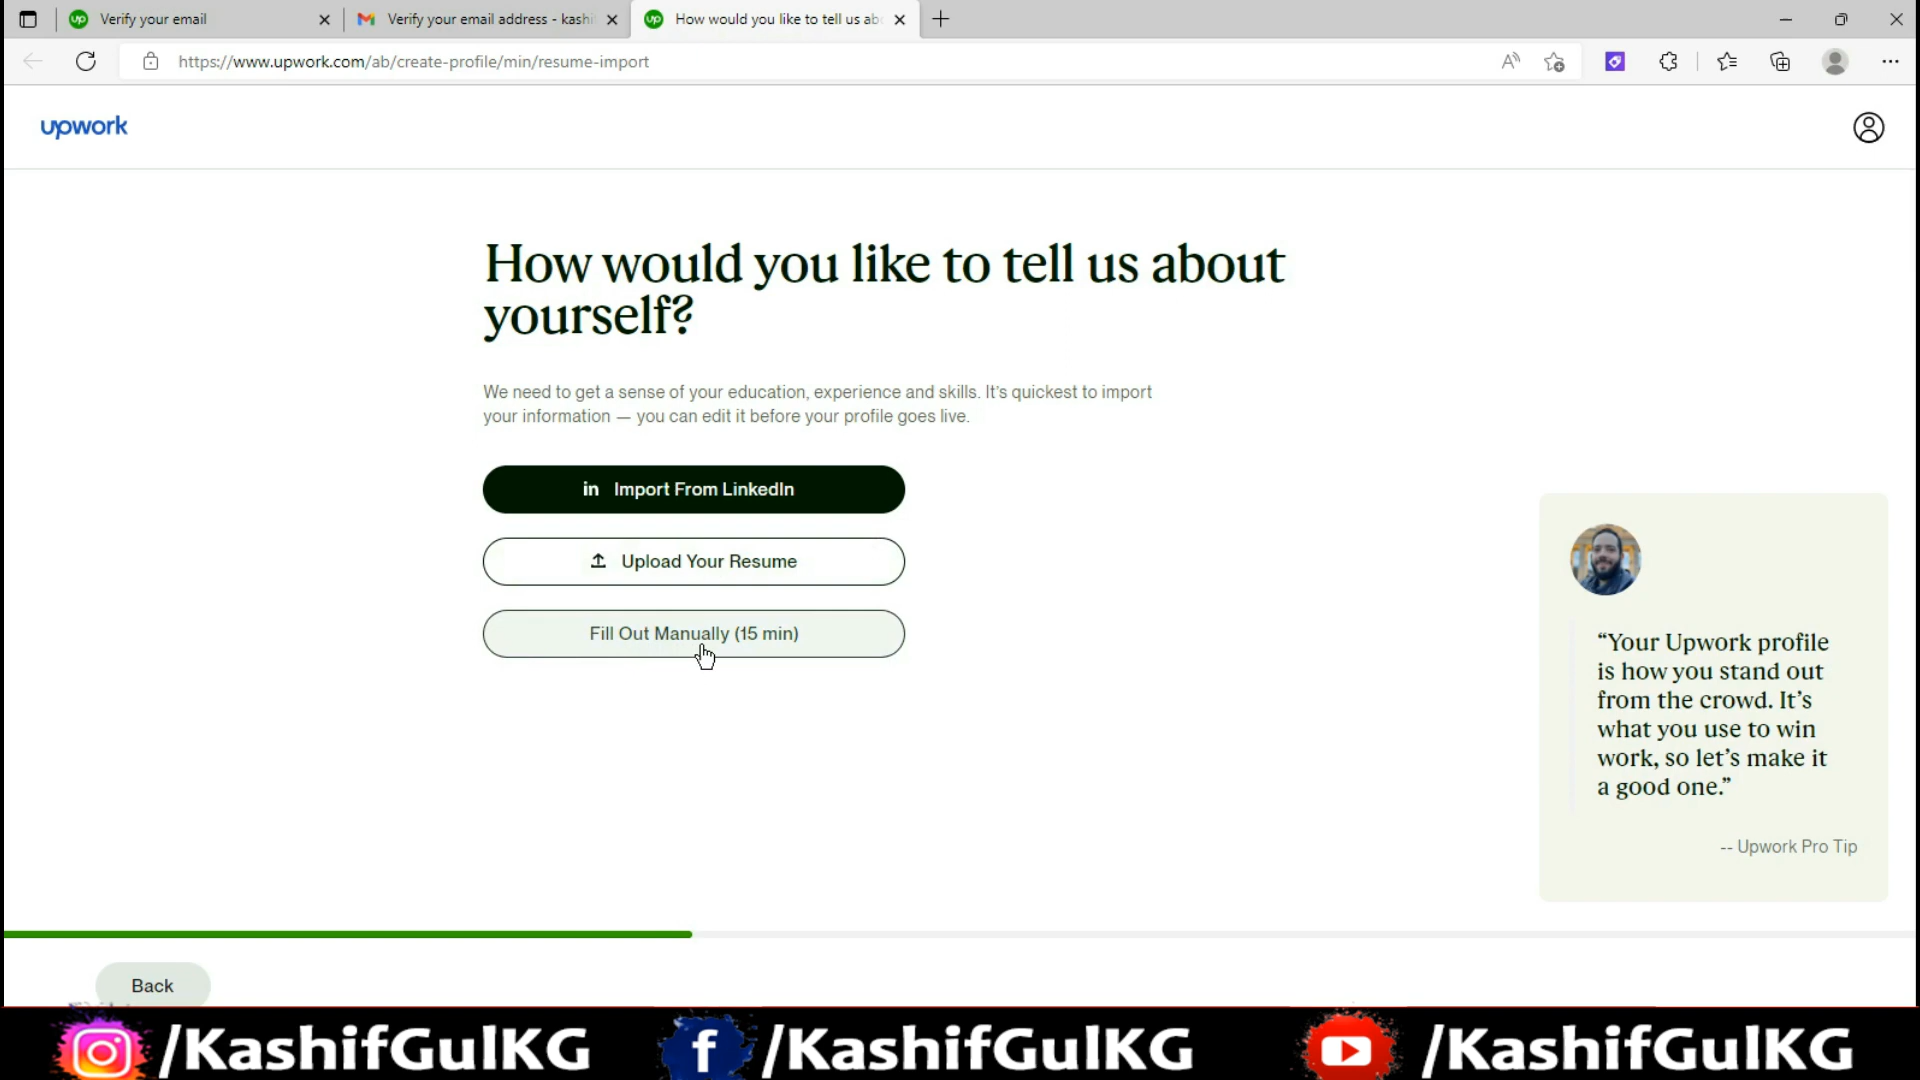 Verify your email
Verify your email address - kashi
How would you like to tell us ab
https://www.upwork.com/ab/create-profile/min/resume-import
upwork
How would you like to tell us about
yourself?
We need to get a sense of your education, experience and skills. It's quickest to import
your information — you can edit it before your profile goes live.
in Import From LinkedIn
Upload Your Resume
Fill Out Manually (15 min)
“Your Upwork profile
is how you stand out
from the crowd. It’s
what you use to win
work, so let’s make it
a good one.”
-- Upwork Pro Tip
Back
/KashifGulKG
f /KashifGulKG
/KashifGulKG